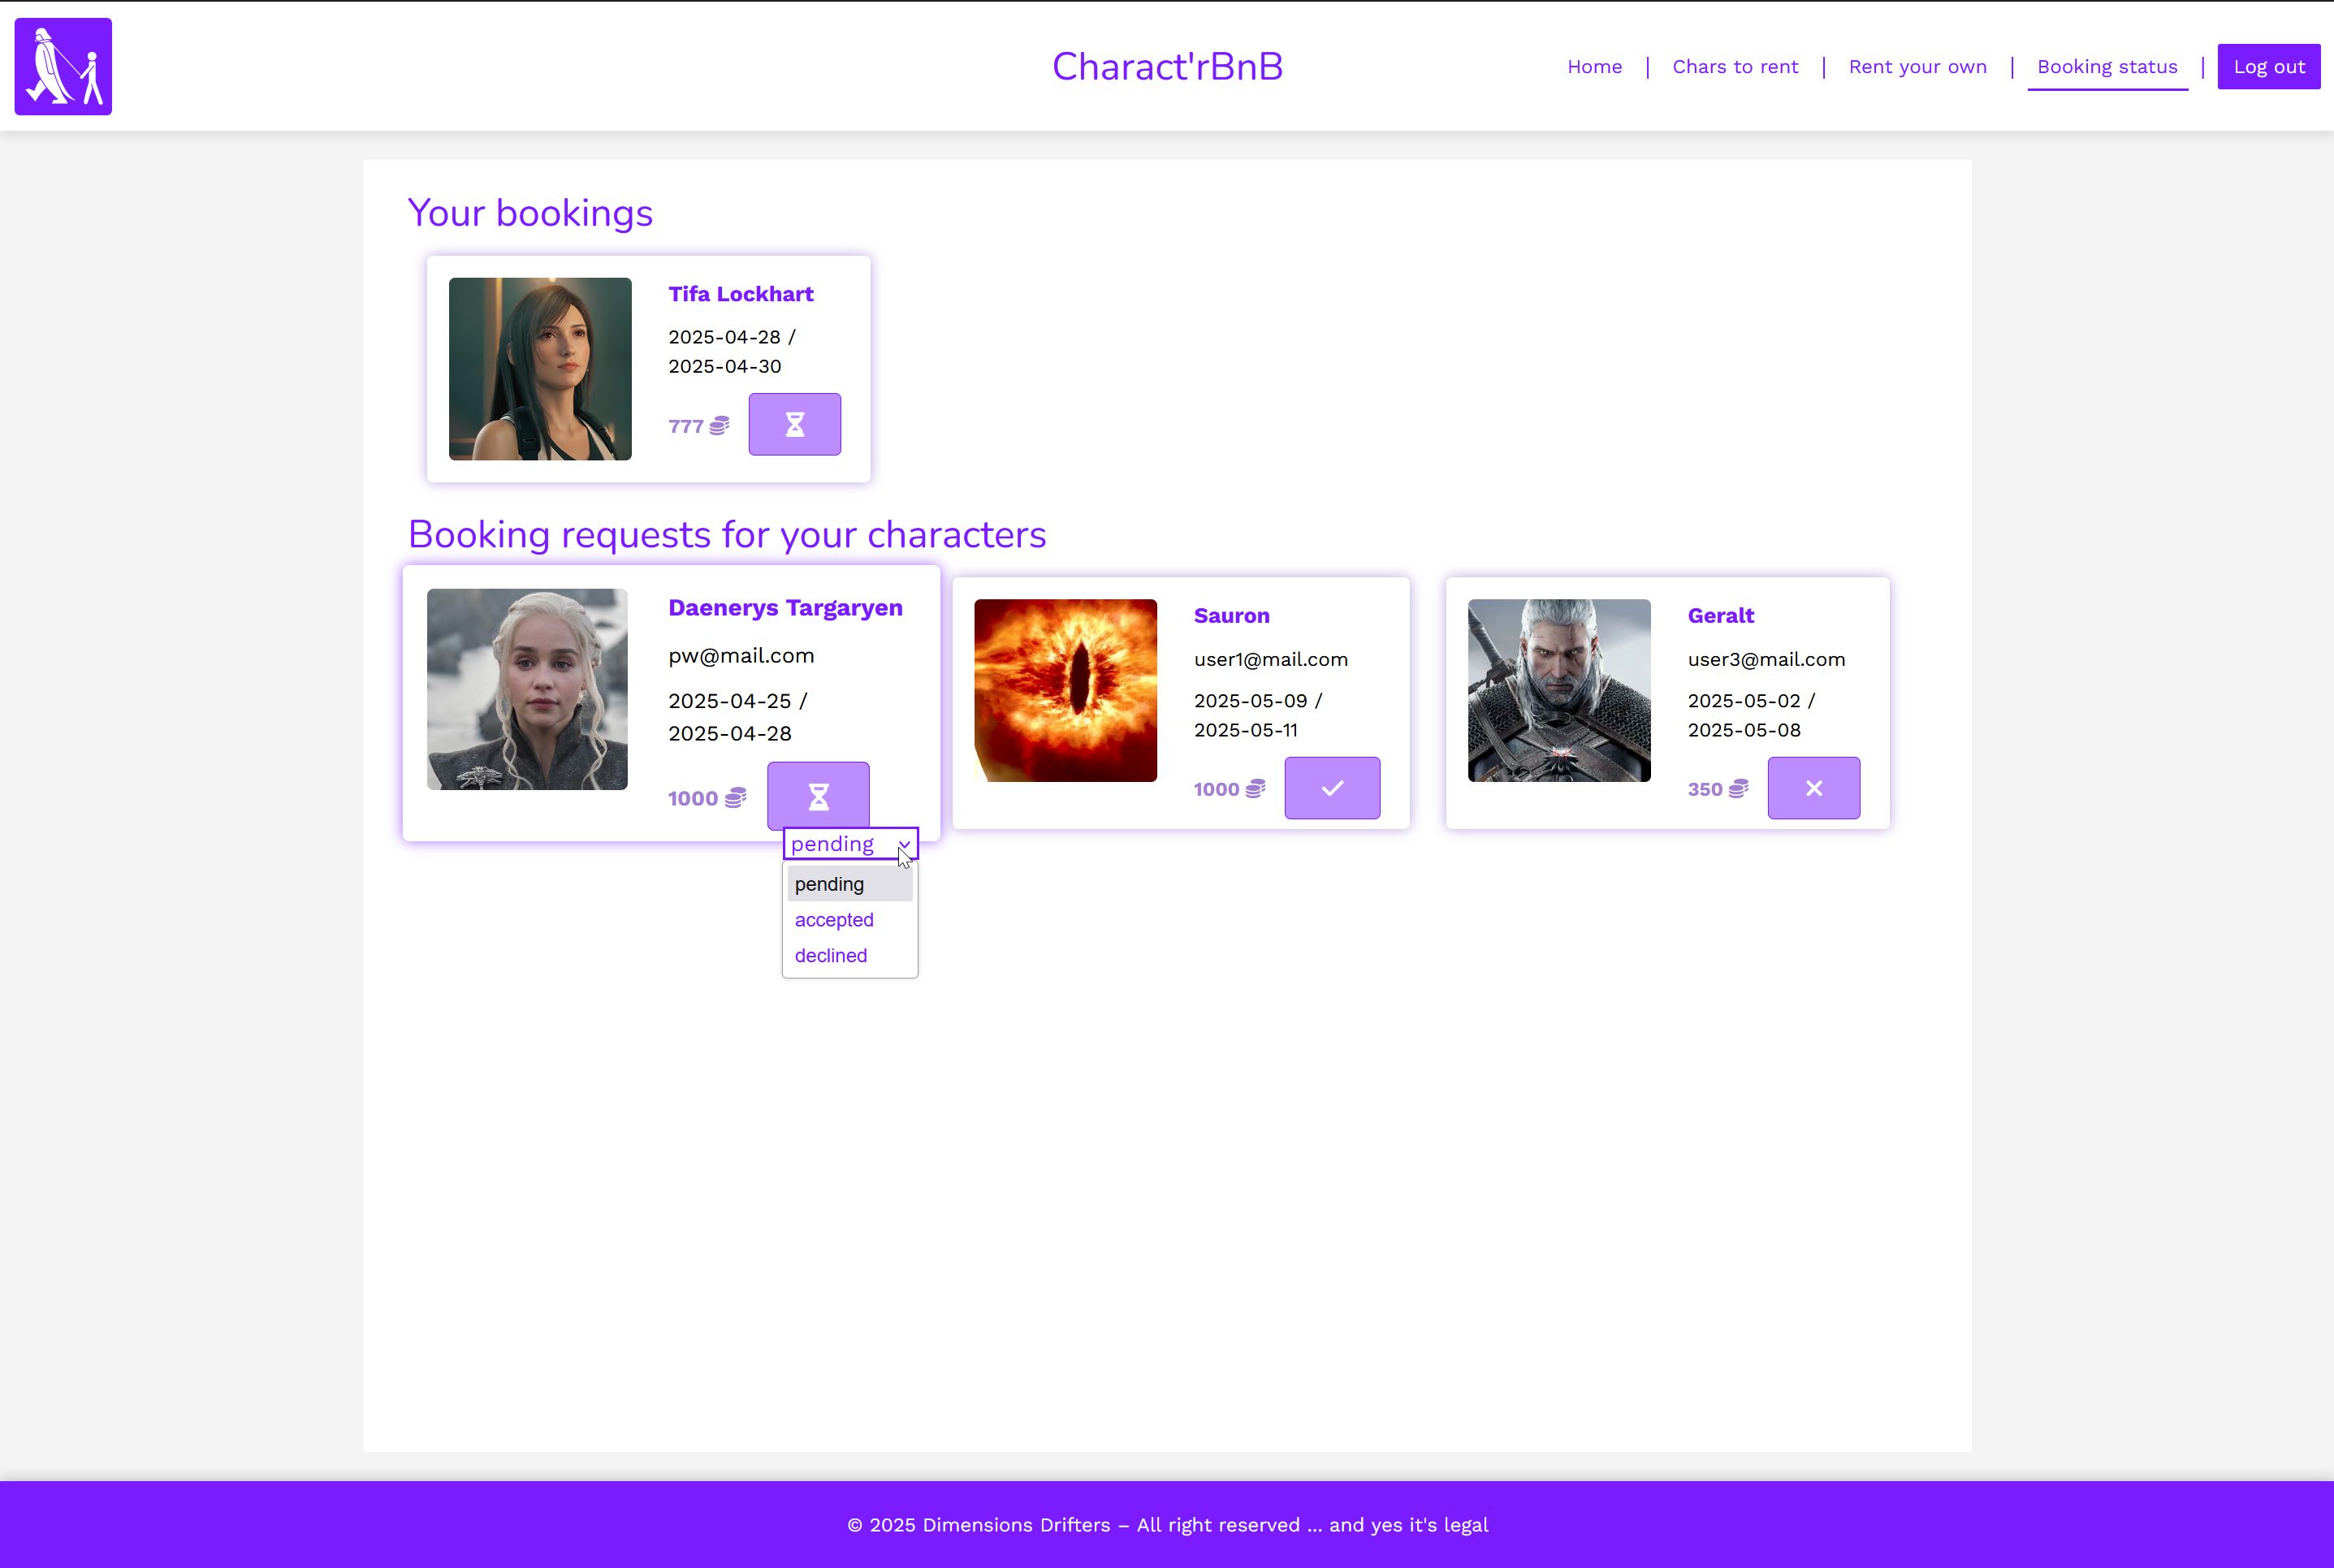 Charact'rBnB
Home | Chars to rent | Rent your own | Booking status | Log out
Your bookings
Tifa Lockhart
2025-04-28 /
2025-04-30
777
Booking requests for your characters
Daenerys Targaryen
pw@mail.com
2025-04-25 /
2025-04-28
1000
pending
pending
accepted
declined
Sauron
user1@mail.com
2025-05-09 /
2025-05-11
1000
Geralt
user3@mail.com
2025-05-02 /
2025-05-08
350
© 2025 Dimensions Drifters – All right reserved ... and yes it's legal